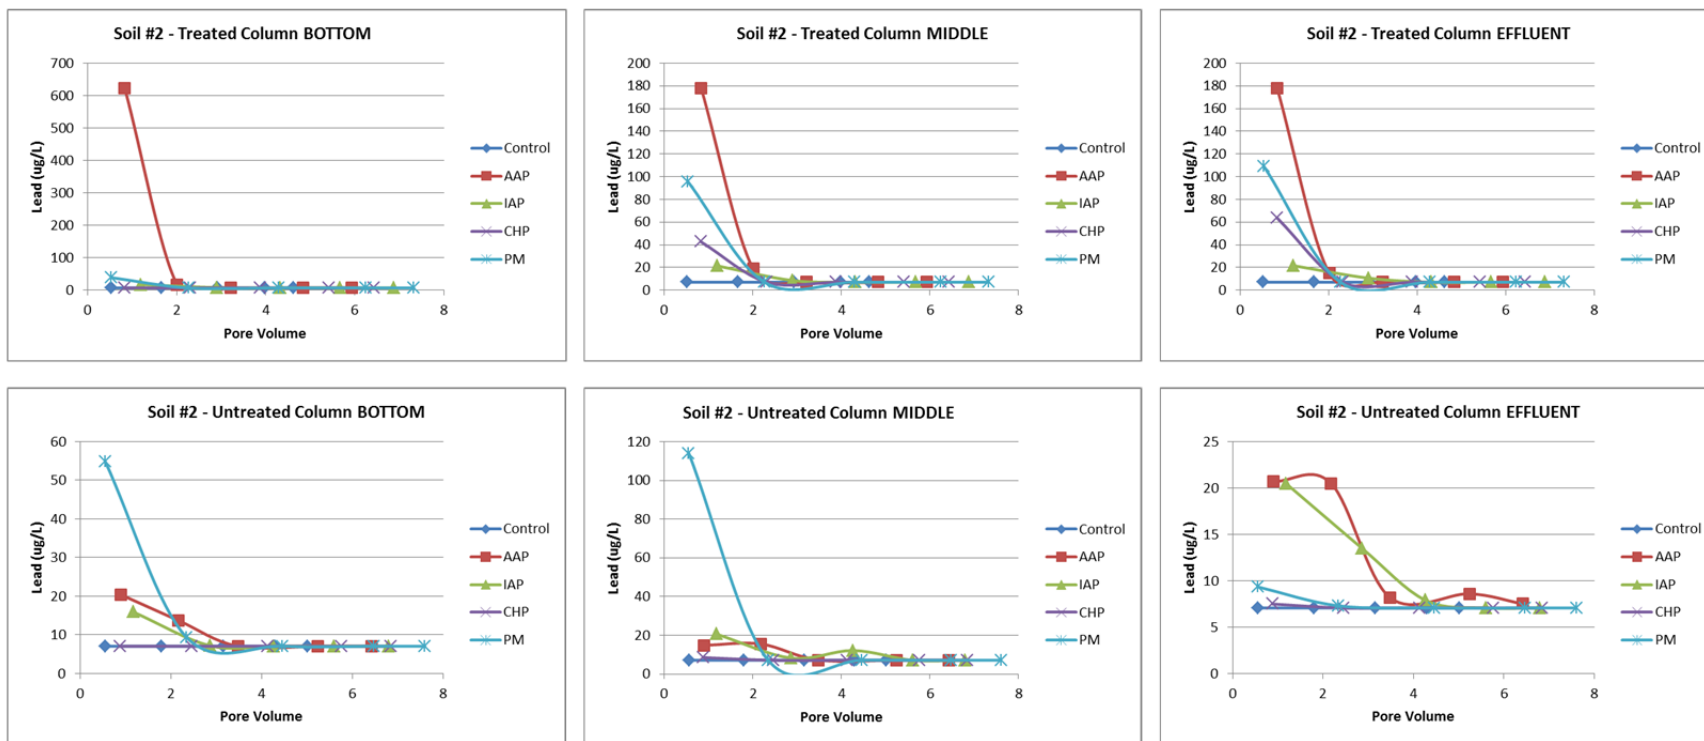 Soil #2 - Treated Column BOTTOM
Lead (ug/L)
700
600
500
400
300
200
100
0
0 2 4 6 8
Pore Volume
Control
AAP
IAP
CHP
PM
Soil #2 - Treated Column MIDDLE
Lead (ug/L)
200
180
160
140
120
100
80
60
40
20
0
0 2 4 6 8
Pore Volume
Control
AAP
IAP
CHP
PM
Soil #2 - Treated Column EFFLUENT
Lead (ug/L)
200
180
160
140
120
100
80
60
40
20
0
0 2 4 6 8
Pore Volume
Control
AAP
IAP
CHP
PM
Soil #2 - Untreated Column BOTTOM
Lead (ug/L)
60
50
40
30
20
10
0
0 2 4 6 8
Pore Volume
Control
AAP
IAP
CHP
PM
Soil #2 - Untreated Column MIDDLE
Lead (ug/L)
120
100
80
60
40
20
0
0 2 4 6 8
Pore Volume
Control
AAP
IAP
CHP
PM
Soil #2 - Untreated Column EFFLUENT
Lead (ug/L)
25
20
15
10
5
0
0 2 4 6 8
Pore Volume
Control
AAP
IAP
CHP
PM